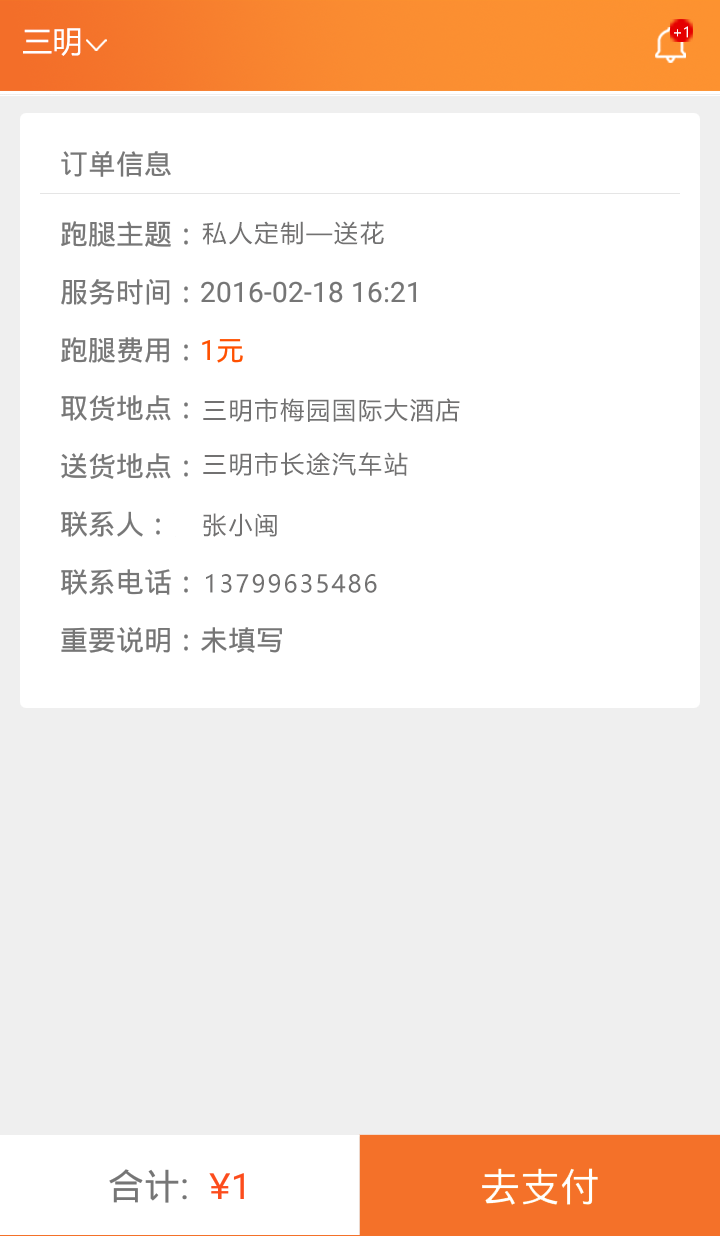 三明
+1
订单信息
跑腿主题：私人定制—送花
服务时间：2016-02-18 16:21
跑腿费用：1元
取货地点：三明市梅园国际大酒店
送货地点：三明市长途汽车站
联系人： 张小闽
联系电话：13799635486
重要说明：未填写
合计: ¥1
去支付